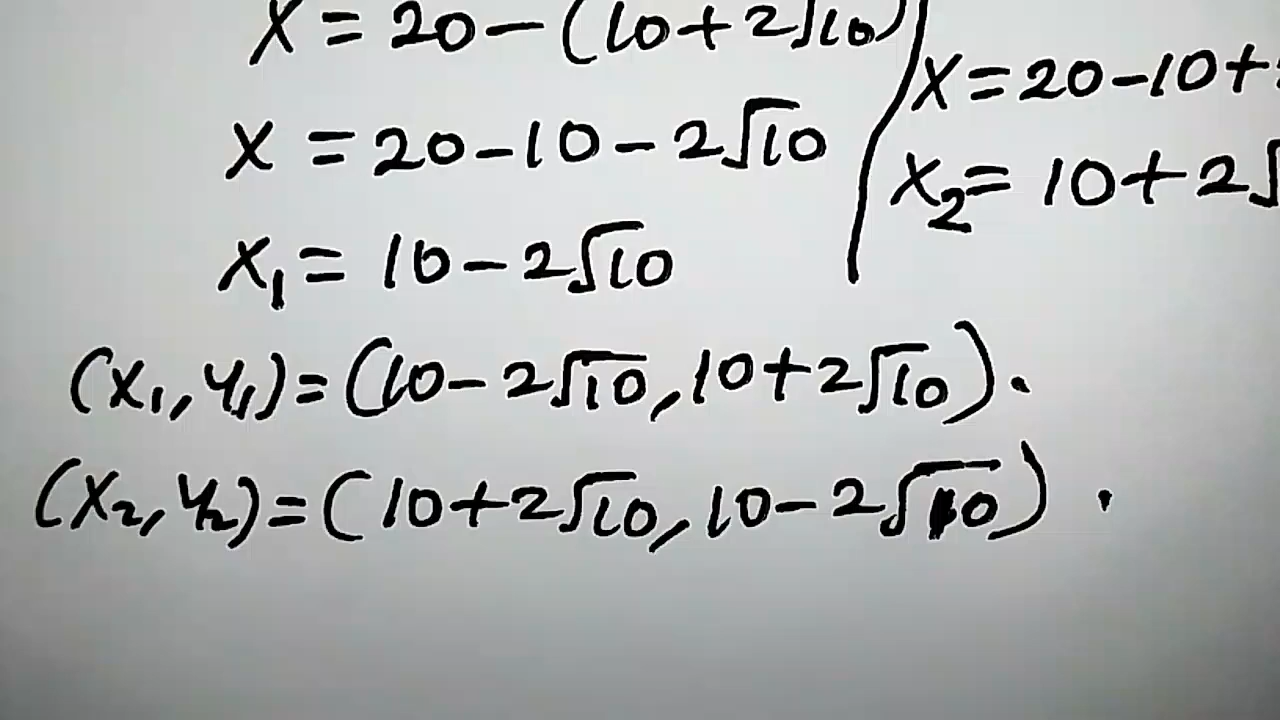 X = 20 - (10 + 2√10)
X = 20 - 10 - 2√10
X₁ = 10 - 2√10
X = 20 - 10 +
X₂ = 10 + 2√
(X₁, Y₁) = (10 - 2√10, 10 + 2√10).
(X₂, Y₂) = (10 + 2√10, 10 - 2√10).